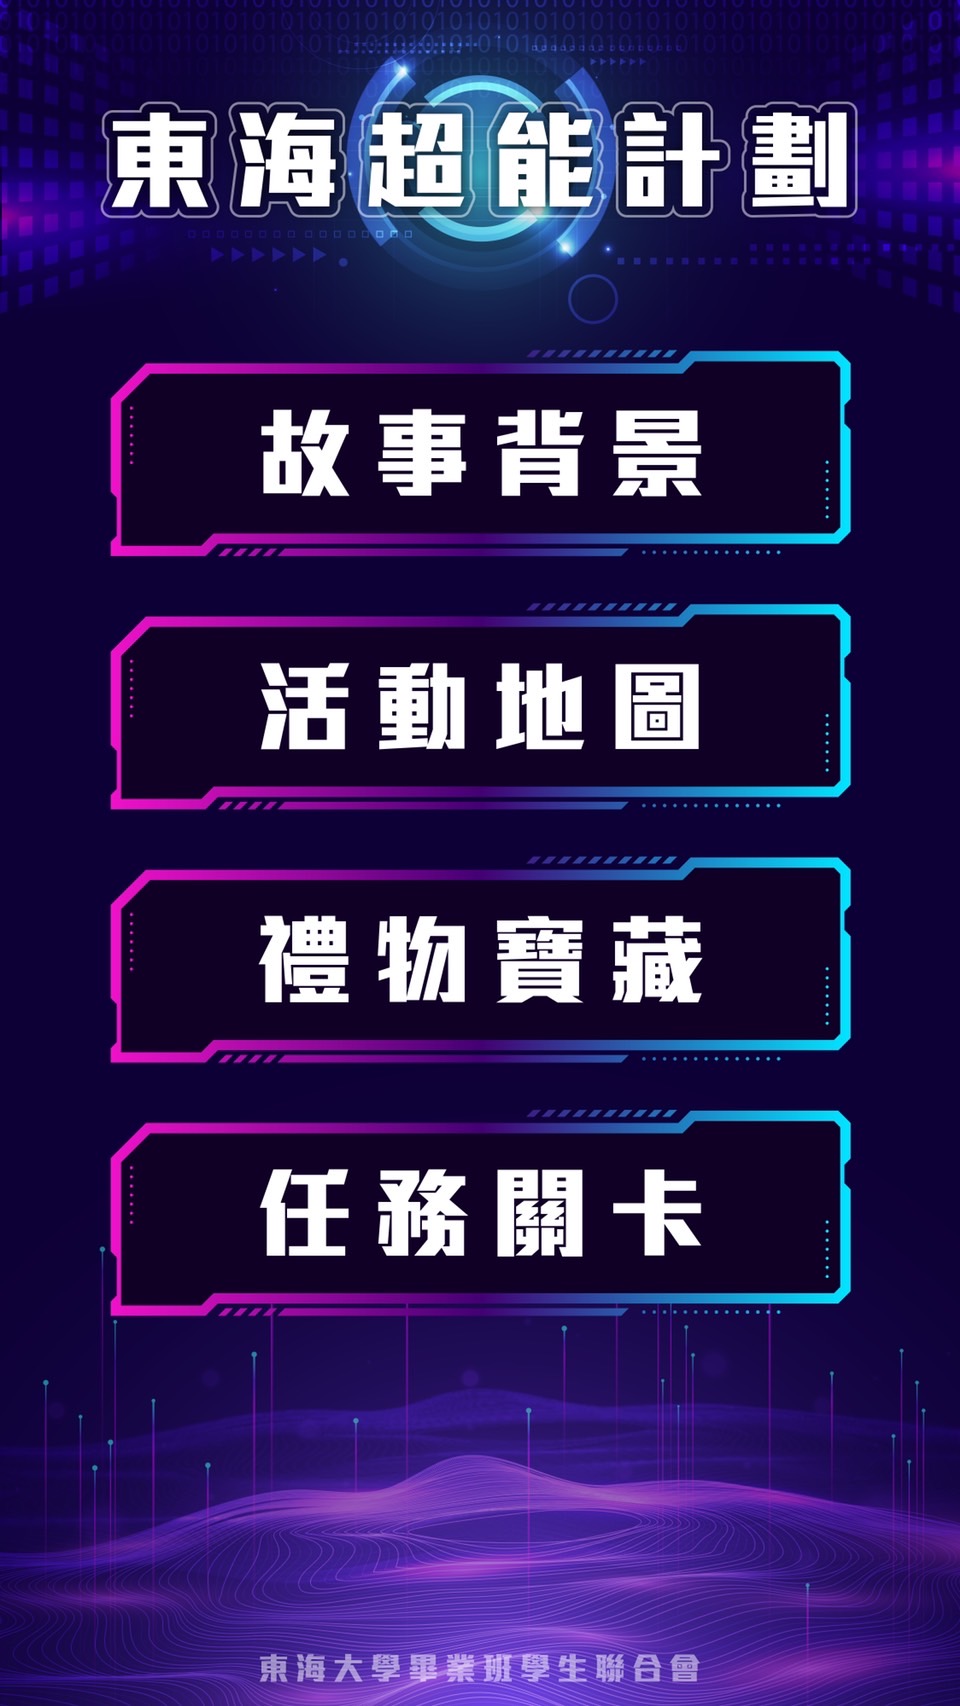 東海超能計劃
故事背景
活動地圖
禮物寶藏
任務關卡
東海大學畢業班學生聯合會